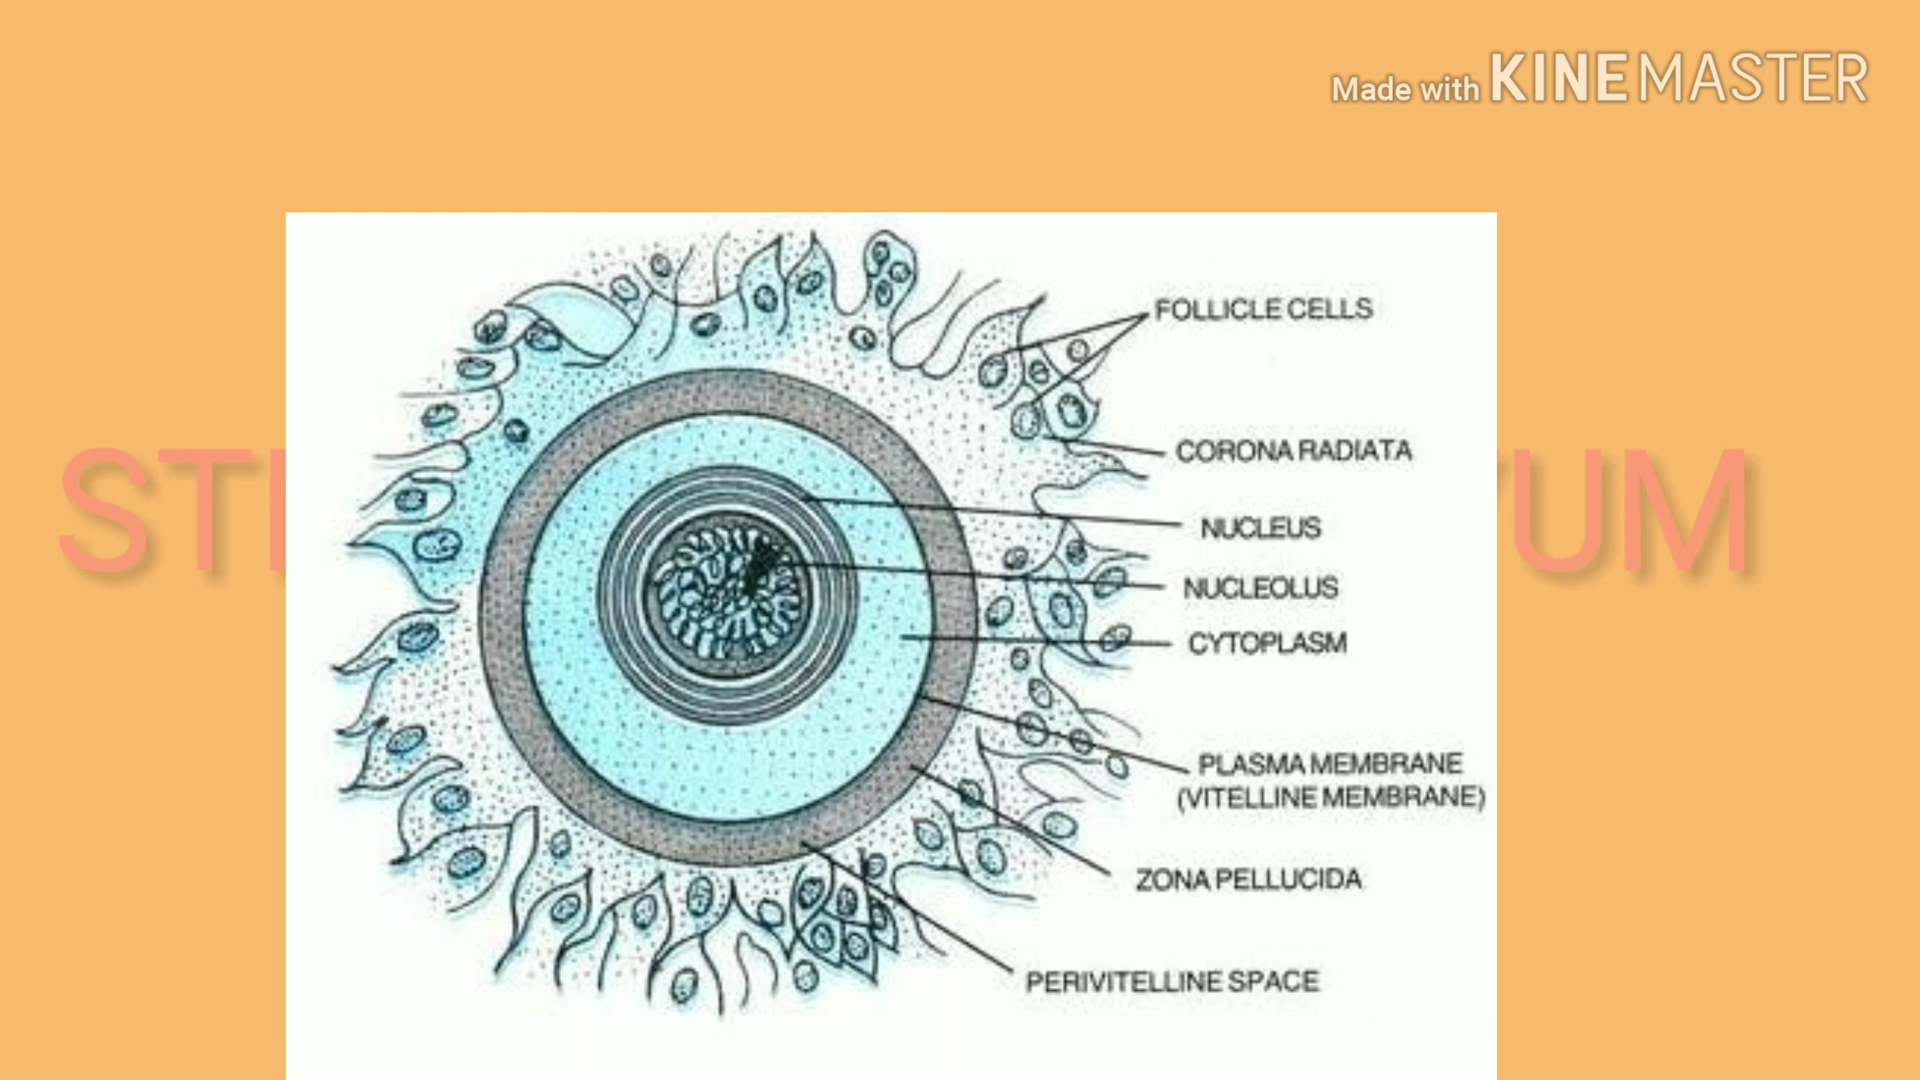 Made with KINEMASTER
FOLLICLE CELLS
CORONA RADIATA
NUCLEUS
NUCLEOLUS
CYTOPLASM
PLASMA MEMBRANE
(VITELLINE MEMBRANE)
ZONA PELLUCIDA
PERIVITELLINE SPACE